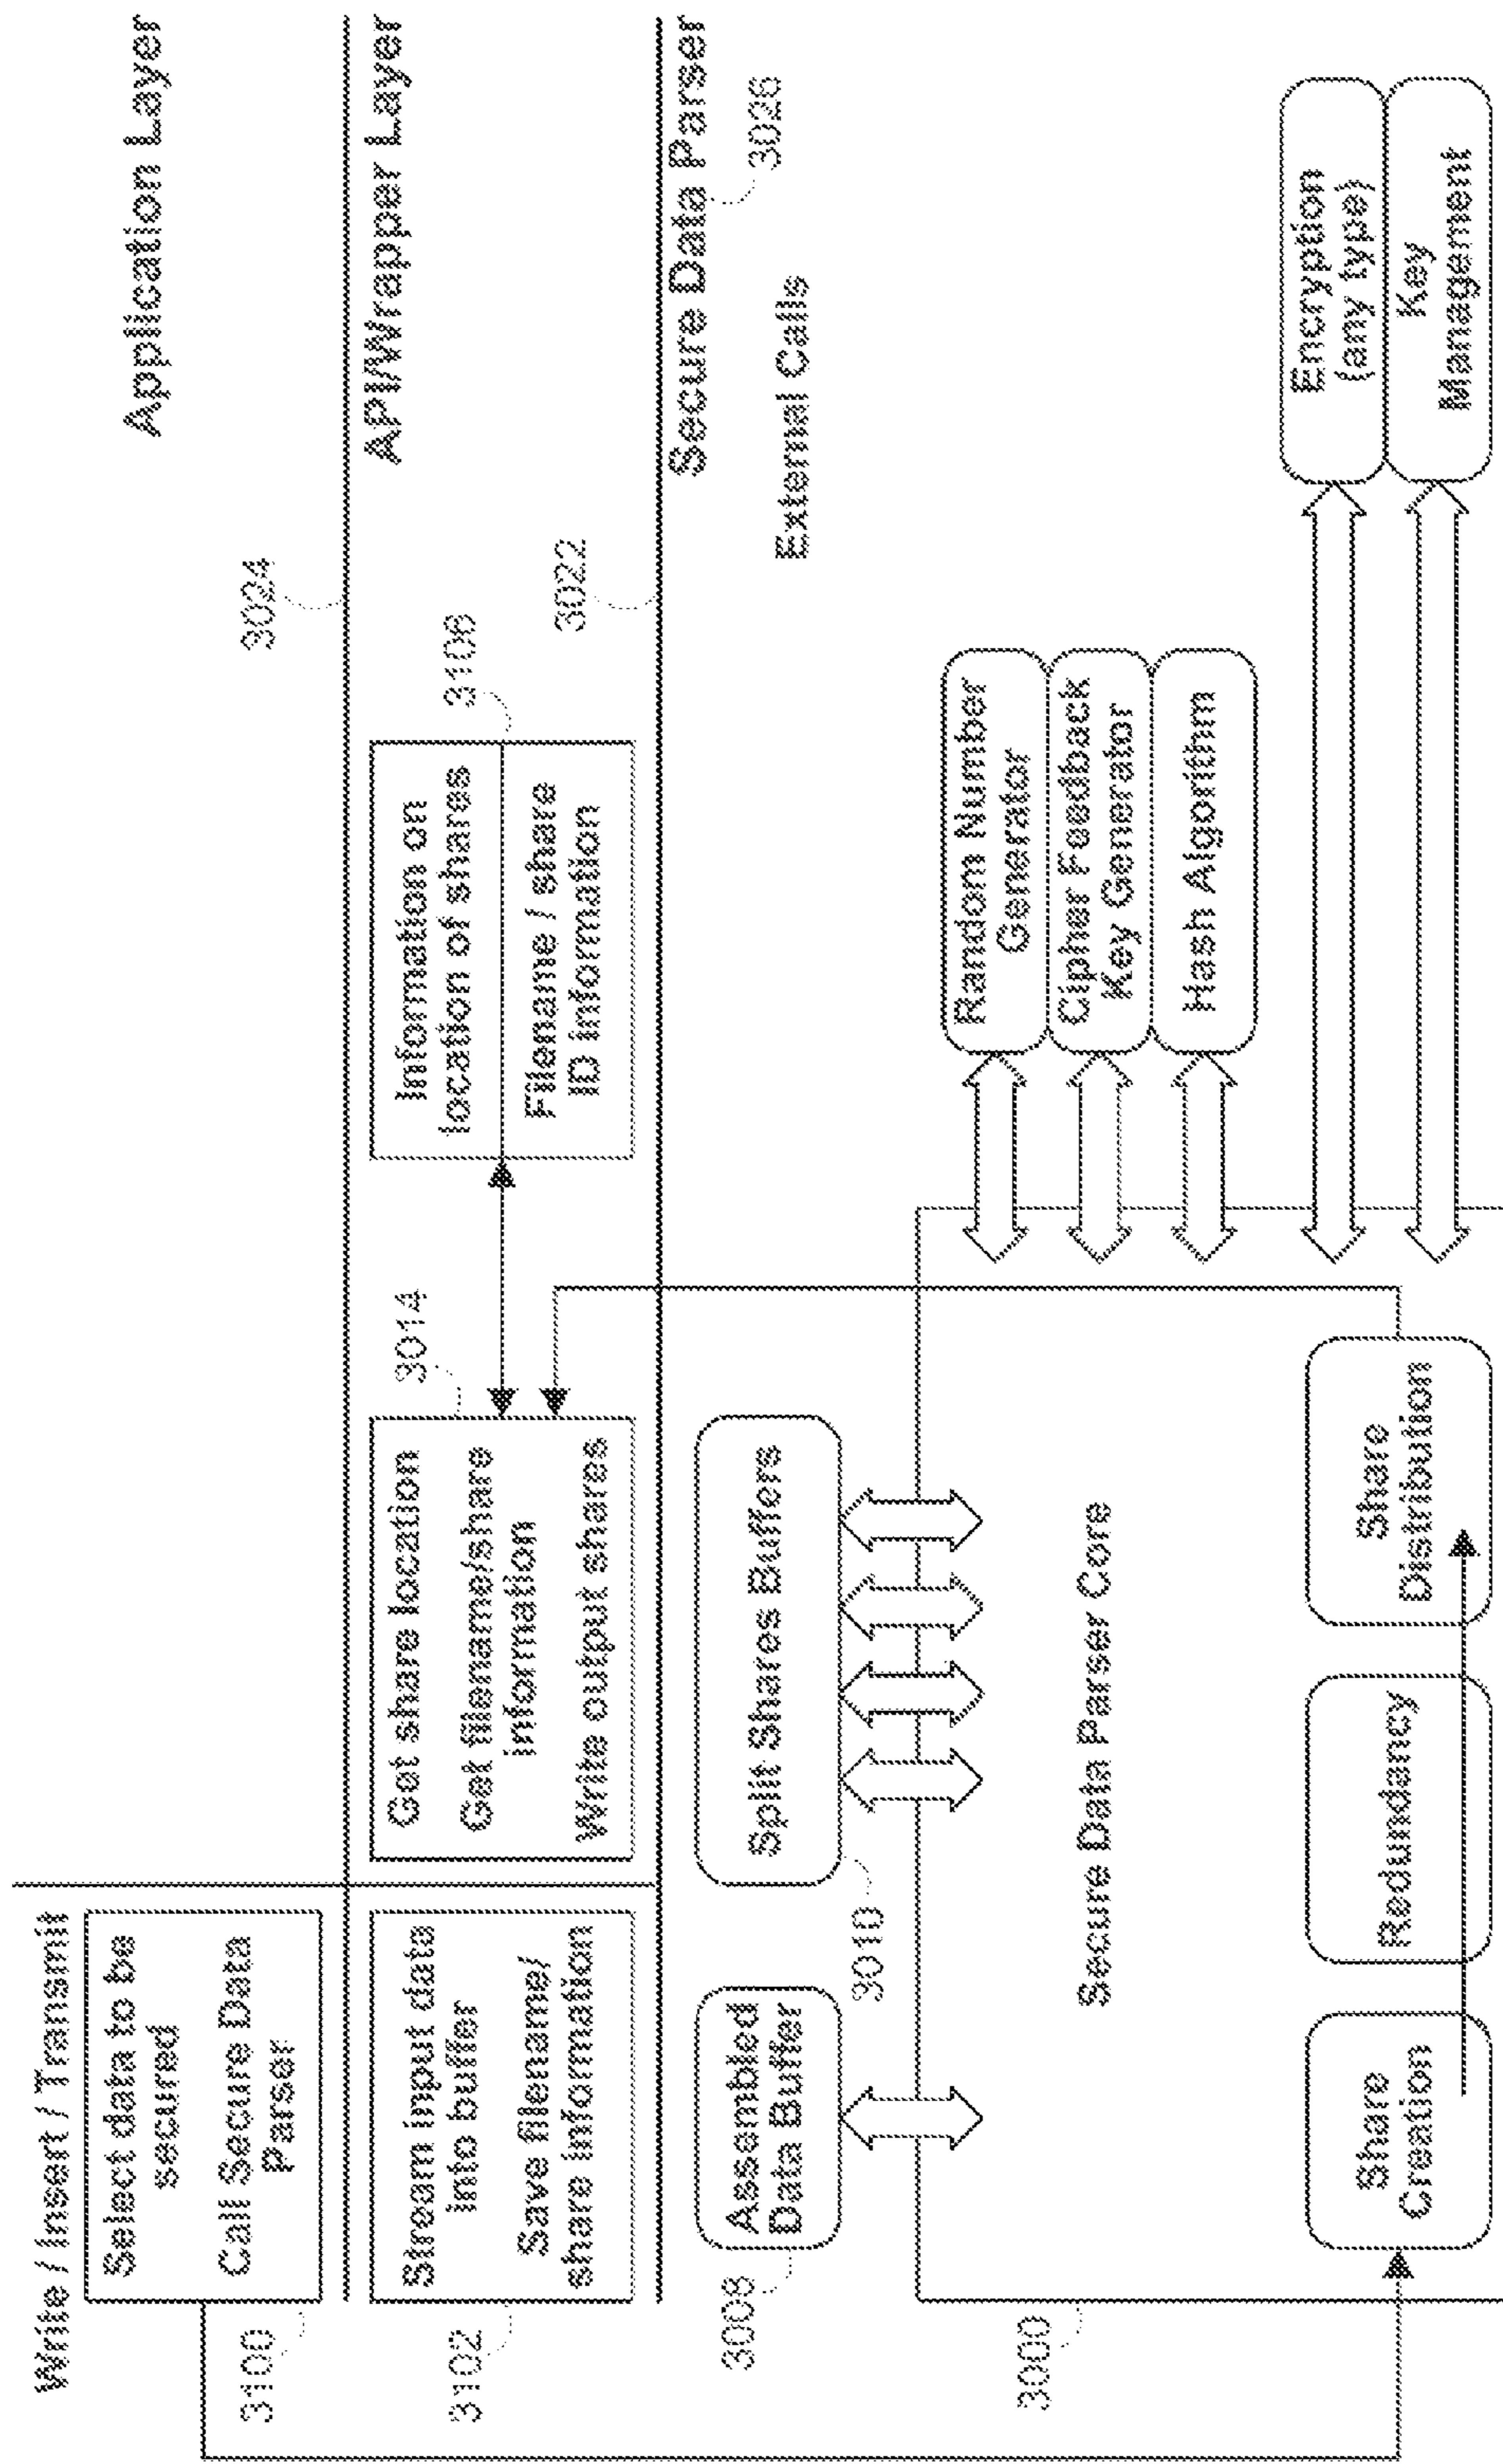 Write / Insert / Transmit
Application Layer
3100
Select data to be
secured
Call Secure Data
Parser
3024
API/Wrapper Layer
3102
Stream input data
into buffer
Save filename/
share information
3014
Get share location
Get filename/share
information
Write output shares
3106
Information on
location of shares
Filename / share
ID information
3022
Secure Data Parser
3026
External Calls
3008
Assembled
Data Buffer
3010
Split Shares Buffers
3000
Secure Data Parser Core
Random Number
Generator
Cipher Feedback
Key Generator
Hash Algorithm
Encryption
(any type)
Key
Management
Share
Creation
Redundancy
Share
Distribution